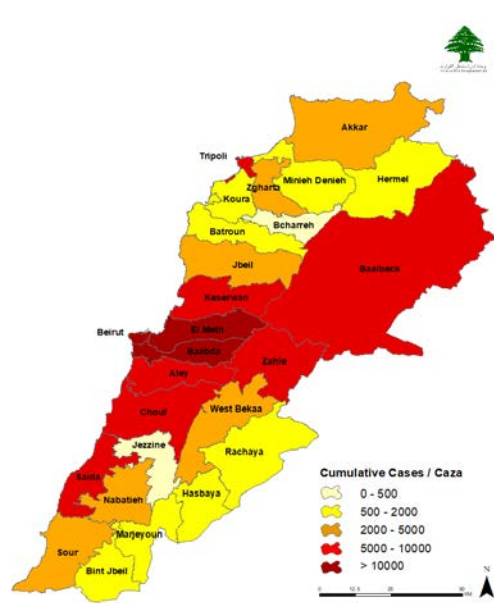 Akkar
Tripoli
Zgharta
Minieh Denieh
Hermel
Koura
Bcharreh
Batroun
Baalbeck
Jbeil
Keserwan
El Metn
Beirut
Baabda
Zahle
Aley
West Bekaa
Chouf
Jezzine
Rachaya
Saida
Nabatieh
Hasbaya
Marjeyoun
Sour
Bint Jbeil
Cumulative Cases / Caza
0 - 500
500 - 2000
2000 - 5000
5000 - 10000
> 10000
N
0